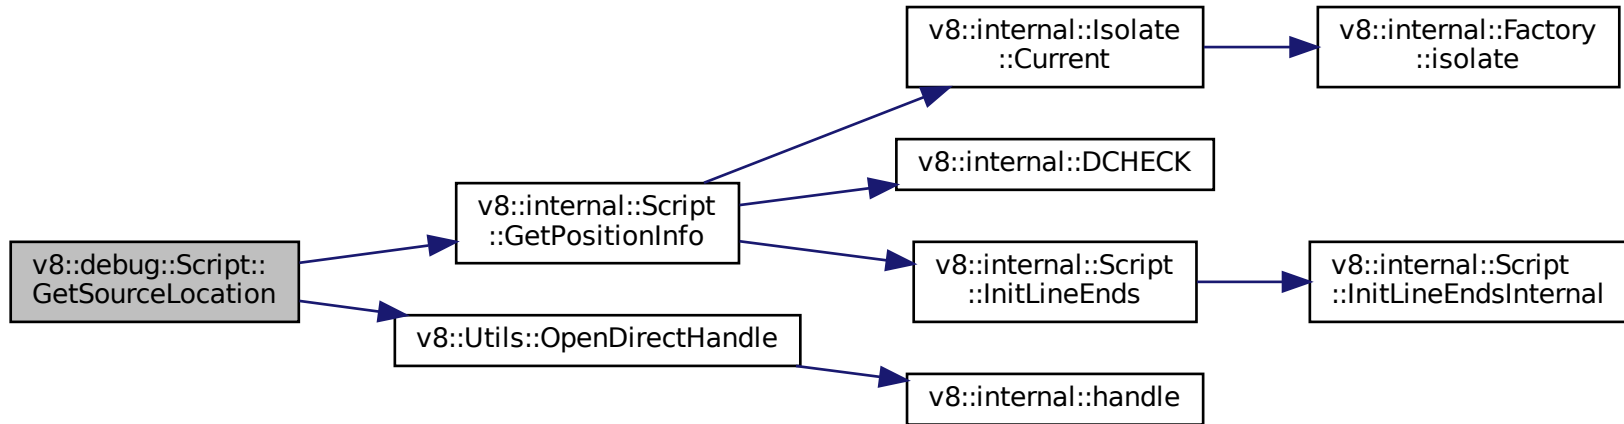 v8::debug::Script::
GetSourceLocation
v8::internal::Script
::GetPositionInfo
v8::Utils::OpenDirectHandle
v8::internal::Isolate
::Current
v8::internal::DCHECK
v8::internal::Script
::InitLineEnds
v8::internal::handle
v8::internal::Factory
::isolate
v8::internal::Script
::InitLineEndsInternal